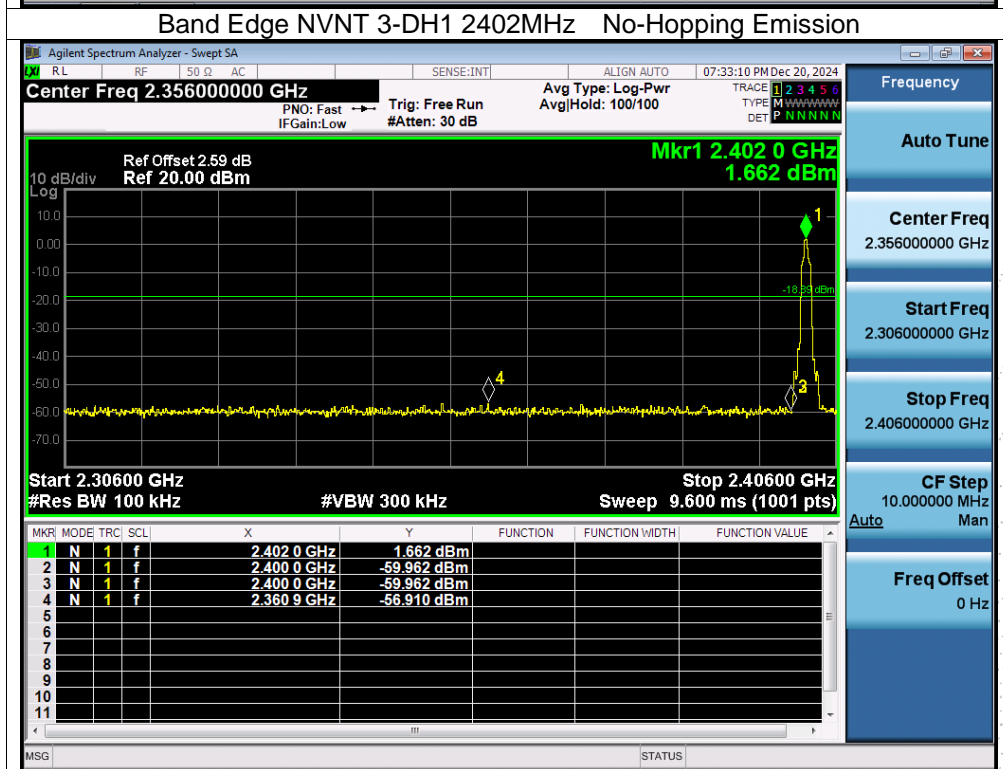 Band Edge NVNT 3-DH1 2402MHz No-Hopping Emission
Agilent Spectrum Analyzer - Swept SA
LXI RL RF 50 Ω AC SENSE:INT ALIGN AUTO 07:33:10 PM Dec 20, 2024
Center Freq 2.356000000 GHz
PNO: Fast
IFGain:Low
Trig: Free Run
#Atten: 30 dB
Avg Type: Log-Pwr
Avg|Hold: 100/100
TRACE 1 2 3 4 5 6
TYPE M WWWWW
DET P N N N N N
Frequency
Auto Tune
Center Freq
2.356000000 GHz
Start Freq
2.306000000 GHz
Stop Freq
2.406000000 GHz
CF Step
10.000000 MHz
Auto Man
Freq Offset
0 Hz
Mkr1 2.402 0 GHz
1.662 dBm
Ref Offset 2.59 dB
10 dB/div Ref 20.00 dBm
Log
10.0
0.00
-10.0
-20.0
-30.0
-40.0
-50.0
-60.0
-70.0
1
4
-18.39 dBm
Start 2.30600 GHz Stop 2.40600 GHz
#Res BW 100 kHz #VBW 300 kHz Sweep 9.600 ms (1001 pts)
MKR MODE TRC SCL X Y FUNCTION FUNCTION WIDTH FUNCTION VALUE
1 N 1 f 2.402 0 GHz 1.662 dBm
2 N 1 f 2.400 0 GHz -59.962 dBm
3 N 1 f 2.400 0 GHz -59.962 dBm
4 N 1 f 2.360 9 GHz -56.910 dBm
5
6
7
8
9
10
11
MSG STATUS